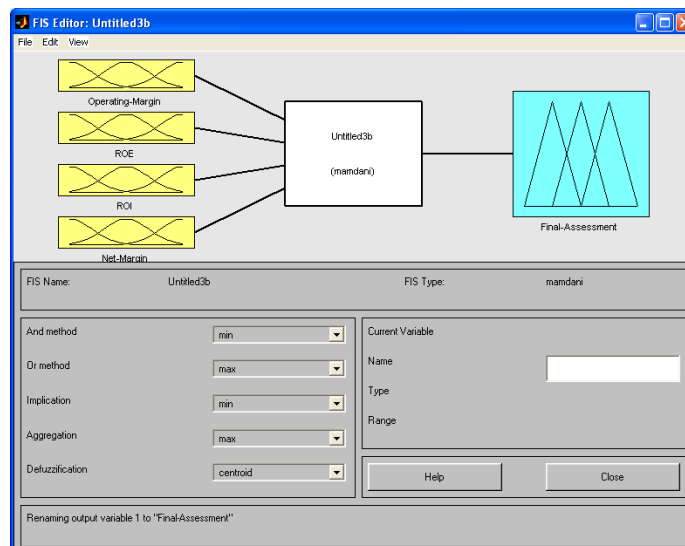 FIS Editor: Untitled3b
File Edit View
Operating-Margin
ROE
ROI
Net-Margin
Untitled3b
(mamdani)
Final-Assessment
FIS Name: Untitled3b FIS Type: mamdani
And method min
Or method max
Implication min
Aggregation max
Defuzzification centroid
Current Variable
Name
Type
Range
Help Close
Renaming output variable 1 to "Final-Assessment"